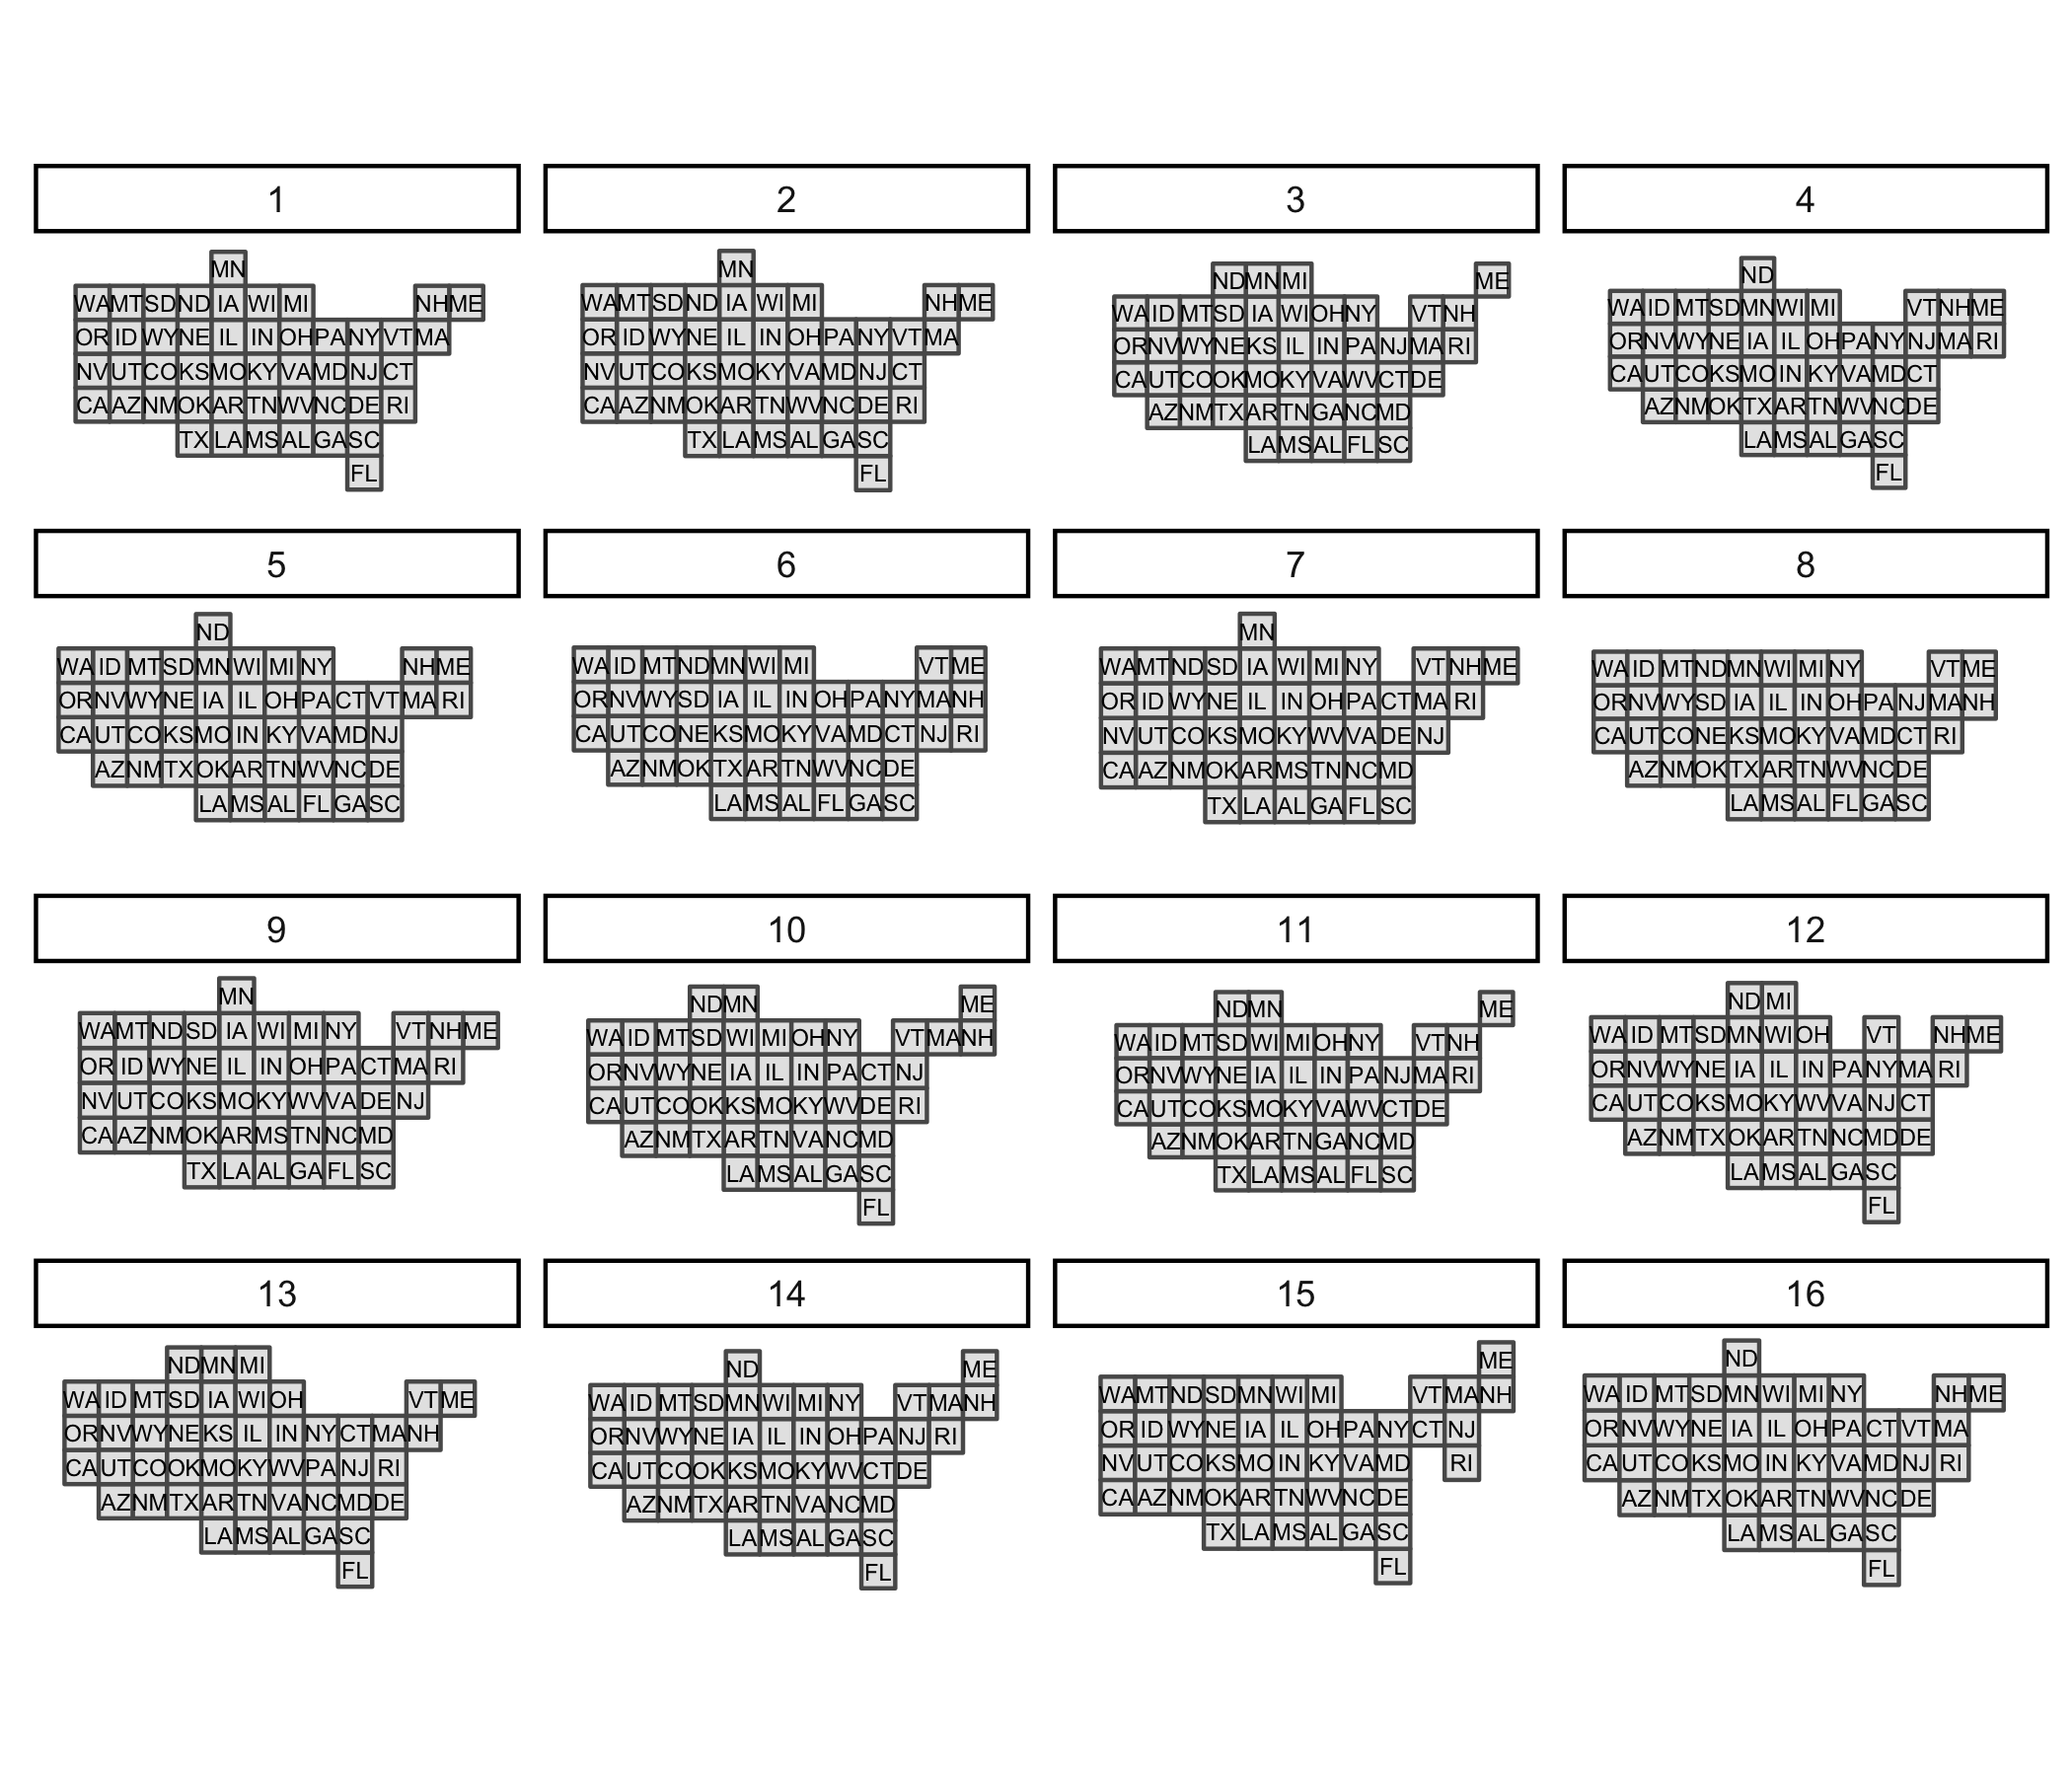 1 2 3 4
MN
WA MT SD ND IA WI MI NH ME
OR ID WY NE IL IN OH PA NY VT MA
NV UT CO KS MO KY VA MD NJ CT
CA AZ NM OK AR TN WV NC DE RI
TX LA MS AL GA SC
FL
MN
WA MT SD ND IA WI MI NH ME
OR ID WY NE IL IN OH PA NY VT MA
NV UT CO KS MO KY VA MD NJ CT
CA AZ NM OK AR TN WV NC DE RI
TX LA MS AL GA SC
FL
ND MN MI ME
WA ID MT SD IA WI OH NY VT NH
OR NV WY NE KS IL IN PA NJ MA RI
CA UT CO OK MO KY VA WV CT DE
AZ NM TX AR TN GA NC MD
LA MS AL FL SC
ND
WA ID MT SD MN WI MI VT NH ME
OR NV WY NE IA IL OH PA NY NJ MA RI
CA UT CO KS MO IN KY VA MD CT
AZ NM OK TX AR TN WV NC DE
LA MS AL GA SC
FL
5 6 7 8
ND
WA ID MT SD MN WI MI NY NH ME
OR NV WY NE IA IL OH PA CT VT MA RI
CA UT CO KS MO IN KY VA MD NJ
AZ NM TX OK AR TN WV NC DE
LA MS AL FL GA SC
WA ID MT ND MN WI MI VT ME
OR NV WY SD IA IL IN OH PA NY MA NH
CA UT CO NE KS MO KY VA MD CT NJ RI
AZ NM OK TX AR TN WV NC DE
LA MS AL FL GA SC
MN
WA MT ND SD IA WI MI NY VT NH ME
OR ID WY NE IL IN OH PA CT MA RI
NV UT CO KS MO KY WV VA DE NJ
CA AZ NM OK AR MS TN NC MD
TX LA AL GA FL SC
WA ID MT ND MN WI MI NY VT ME
OR NV WY SD IA IL IN OH PA NJ MA NH
CA UT CO NE KS MO KY VA MD CT RI
AZ NM OK TX AR TN WV NC DE
LA MS AL FL GA SC
9 10 11 12
MN
WA MT ND SD IA WI MI NY VT NH ME
OR ID WY NE IL IN OH PA CT MA RI
NV UT CO KS MO KY WV VA DE NJ
CA AZ NM OK AR MS TN NC MD
TX LA AL GA FL SC
ND MN ME
WA ID MT SD WI MI OH NY VT MA NH
OR NV WY NE IA IL IN PA CT NJ
CA UT CO OK KS MO KY WV DE RI
AZ NM TX AR TN VA NC MD
LA MS AL GA SC
FL
ND MN ME
WA ID MT SD WI MI OH NY VT NH
OR NV WY NE IA IL IN PA NJ MA RI
CA UT CO KS MO KY VA WV CT DE
AZ NM OK AR TN GA NC MD
TX LA MS AL FL SC
ND MI
WA ID MT SD MN WI OH VT NH ME
OR NV WY NE IA IL IN PA NY MA RI
CA UT CO KS MO KY WV VA NJ CT
AZ NM TX OK AR TN NC MD DE
LA MS AL GA SC
FL
13 14 15 16
ND MN MI
WA ID MT SD IA WI OH VT ME
OR NV WY NE KS IL IN NY CT MA NH
CA UT CO OK MO KY WV PA NJ RI
AZ NM TX AR TN VA NC MD DE
LA MS AL GA SC
FL
ND ME
WA ID MT SD MN WI MI NY VT MA NH
OR NV WY NE IA IL IN OH PA NJ RI
CA UT CO OK KS MO KY WV CT DE
AZ NM TX AR TN VA NC MD
LA MS AL GA SC
FL
ME
WA MT ND SD MN WI MI VT MA NH
OR ID WY NE IA IL OH PA NY CT NJ
NV UT CO KS MO IN KY VA MD RI
CA AZ NM OK AR TN WV NC DE
TX LA MS AL GA SC
FL
ND
WA ID MT SD MN WI MI NY NH ME
OR NV WY NE IA IL OH PA CT VT MA
CA UT CO KS MO IN KY VA MD NJ RI
AZ NM TX OK AR TN WV NC DE
LA MS AL GA SC
FL